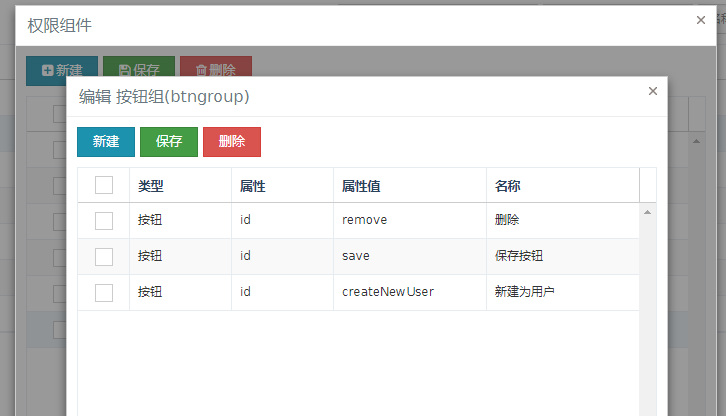 权限组件 ×
新建 保存 删除
编辑 按钮组(btngroup) ×
新建 保存 删除
类型 属性 属性值 名称
按钮 id remove 删除
按钮 id save 保存按钮
按钮 id createNewUser 新建为用户